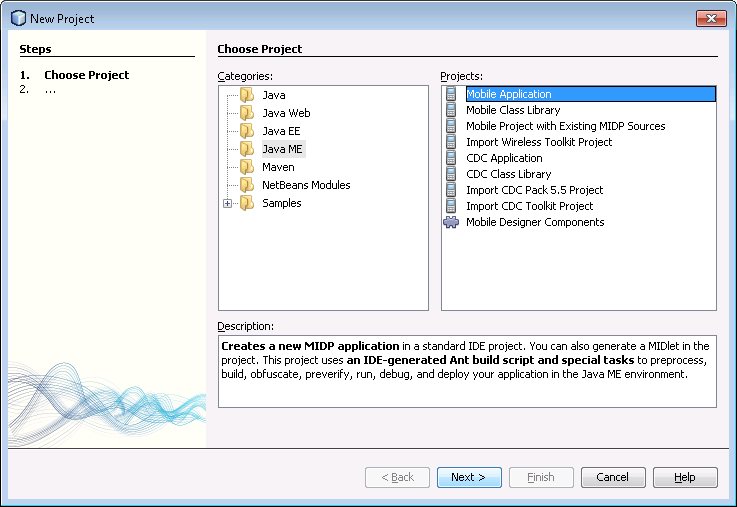 New Project
Steps
1. Choose Project
2. ...
Choose Project
Categories:
Java
Java Web
Java EE
Java ME
Maven
NetBeans Modules
Samples
Projects:
Mobile Application
Mobile Class Library
Mobile Project with Existing MIDP Sources
Import Wireless Toolkit Project
CDC Application
CDC Class Library
Import CDC Pack 5.5 Project
Import CDC Toolkit Project
Mobile Designer Components
Description:
Creates a new MIDP application in a standard IDE project. You can also generate a MIDlet in the
project. This project uses an IDE-generated Ant build script and special tasks to preprocess,
build, obfuscate, preverify, run, debug, and deploy your application in the Java ME environment.
< Back Next > Finish Cancel Help